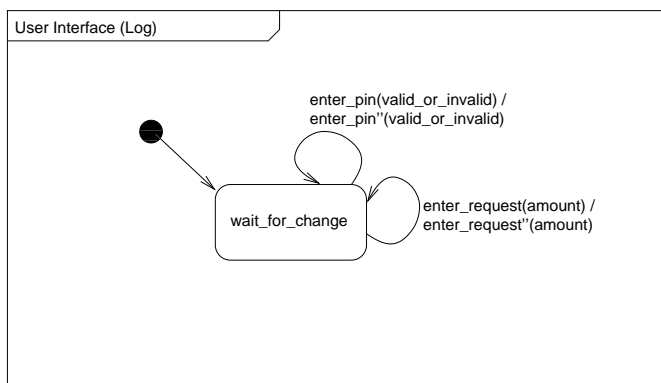 User Interface (Log)
enter_pin(valid_or_invalid) /
enter_pin’’(valid_or_invalid)
wait_for_change
enter_request(amount) /
enter_request’’(amount)